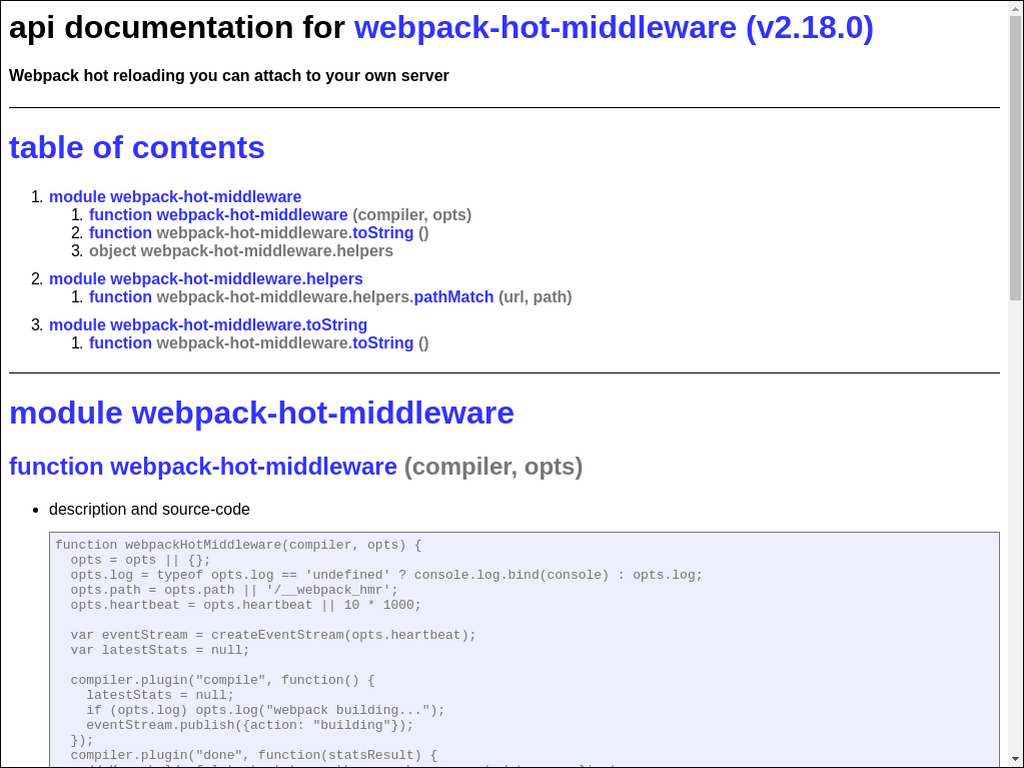 api documentation for webpack-hot-middleware (v2.18.0)
Webpack hot reloading you can attach to your own server
table of contents
1. module webpack-hot-middleware
1. function webpack-hot-middleware (compiler, opts)
2. function webpack-hot-middleware.toString ()
3. object webpack-hot-middleware.helpers
2. module webpack-hot-middleware.helpers
1. function webpack-hot-middleware.helpers.pathMatch (url, path)
3. module webpack-hot-middleware.toString
1. function webpack-hot-middleware.toString ()
module webpack-hot-middleware
function webpack-hot-middleware (compiler, opts)
• description and source-code
function webpackHotMiddleware(compiler, opts) {
  opts = opts || {};
  opts.log = typeof opts.log == 'undefined' ? console.log.bind(console) : opts.log;
  opts.path = opts.path || '/__webpack_hmr';
  opts.heartbeat = opts.heartbeat || 10 * 1000;
  var eventStream = createEventStream(opts.heartbeat);
  var latestStats = null;
  compiler.plugin("compile", function() {
    latestStats = null;
    if (opts.log) opts.log("webpack building...");
    eventStream.publish({action: "building"});
  });
  compiler.plugin("done", function(statsResult) {